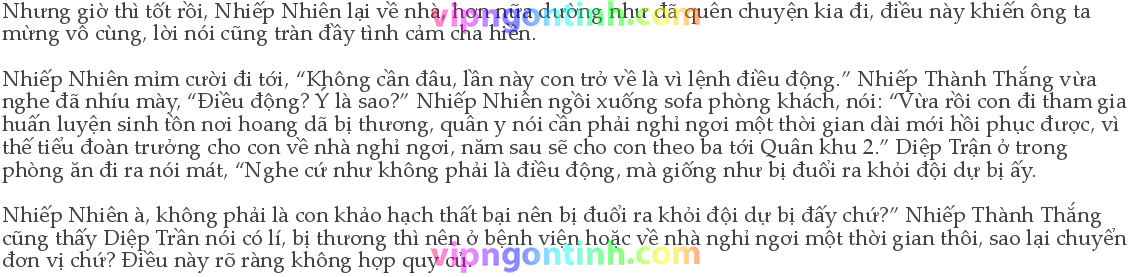 Nhưng giờ thì tốt rồi, Nhiếp Nhiên lại về nhà, hơn nữa dường như đã quên chuyện kia đi, điều này khiến ông ta
vipngontinh.com
mừng vô cùng, lời nói cũng tràn đầy tình cảm cha hiền.
Nhiếp Nhiên mỉm cười đi tới, “Không cần đâu, lần này con trở về là vì lệnh điều động.” Nhiếp Thành Thắng vừa
nghe đã nhíu mày, “Điều động? Ý là sao?” Nhiếp Nhiên ngồi xuống sofa phòng khách, nói: “Vừa rồi con đi tham gia
huấn luyện sinh tồn nơi hoang dã bị thương, quân y nói cần phải nghỉ ngơi một thời gian dài mới hồi phục được, vì
thế tiểu đoàn trưởng cho con về nhà nghỉ ngơi, năm sau sẽ cho con theo ba tới Quân khu 2.” Diệp Trận ở trong
phòng ăn đi ra nói mát, “Nghe cứ như không phải là điều động, mà giống như bị đuổi ra khỏi đội dự bị ấy.
Nhiếp Nhiên à, không phải là con khảo hạch thất bại nên bị đuổi ra khỏi đội dự bị đấy chứ?” Nhiếp Thành Thắng
cũng thấy Diệp Trần nói có lí, bị thương thì nên ở bệnh viện hoặc về nhà nghỉ ngơi một thời gian thôi, sao lại chuyển
vipngontinh.com
đơn vị chứ? Điều này rõ ràng không hợp quy củ.